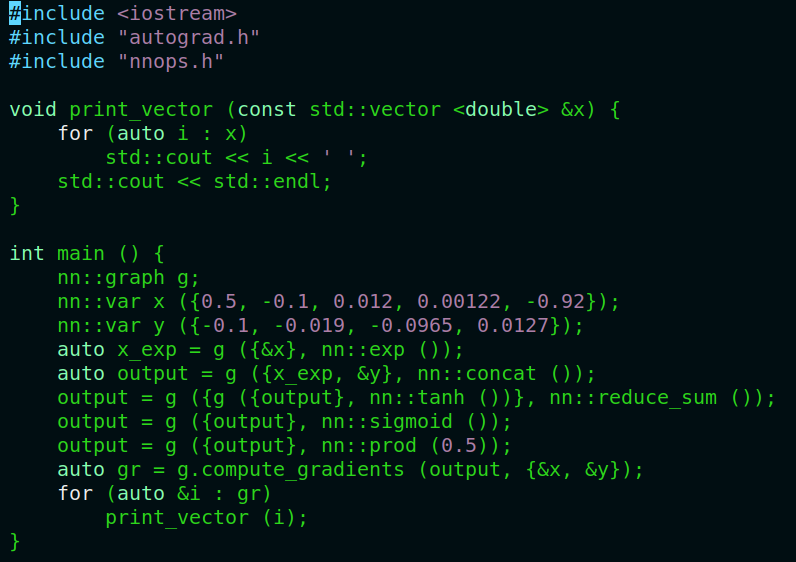 #include <iostream>
#include "autograd.h"
#include "nnops.h"

void print_vector (const std::vector <double> &x) {
    for (auto i : x)
        std::cout << i << ' ';
    std::cout << std::endl;
}

int main () {
    nn::graph g;
    nn::var x ({0.5, -0.1, 0.012, 0.00122, -0.92});
    nn::var y ({-0.1, -0.019, -0.0965, 0.0127});
    auto x_exp = g ({&x}, nn::exp ());
    auto output = g ({x_exp, &y}, nn::concat ());
    output = g ({g ({output}, nn::tanh ())}, nn::reduce_sum ());
    output = g ({output}, nn::sigmoid ());
    output = g ({output}, nn::prod (0.5));
    auto gr = g.compute_gradients (output, {&x, &y});
    for (auto &i : gr)
        print_vector (i);
}